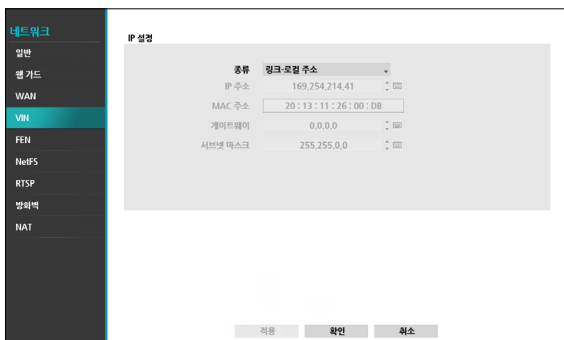 네트워크
일반
웹 가드
WAN
VIN
FEN
NetFS
RTSP
방화벽
NAT
IP 설정
종류 링크-로컬 주소
IP 주소 169,254,214,41
MAC 주소 20 : 13 : 11 : 26 : 00 : DB
게이트웨이 0,0,0,0
서브넷 마스크 255,255,0,0
적용 확인 취소